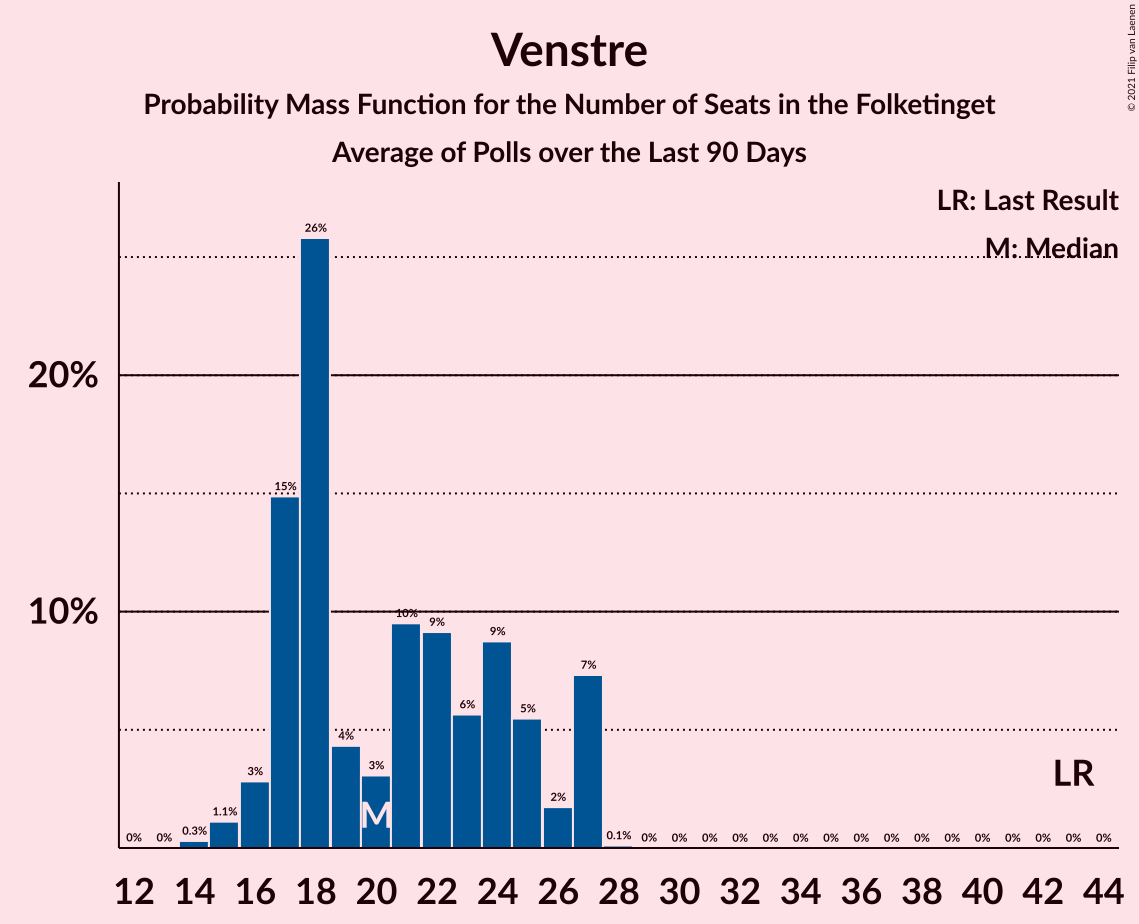 Venstre
Probability Mass Function for the Number of Seats in the Folketinget
Average of Polls over the Last 90 Days
© 2021 Filip van Laenen
LR: Last Result
M: Median
20%
10%
0% 0% 0.3% 1.1% 3% 15% 26% 4% 3% 10% 9% 6% 9% 5% 2% 7% 0.1% 0% 0% 0% 0% 0% 0% 0% 0% 0% 0% 0% 0% 0% 0% 0% 0%
M
LR
12 14 16 18 20 22 24 26 28 30 32 34 36 38 40 42 44